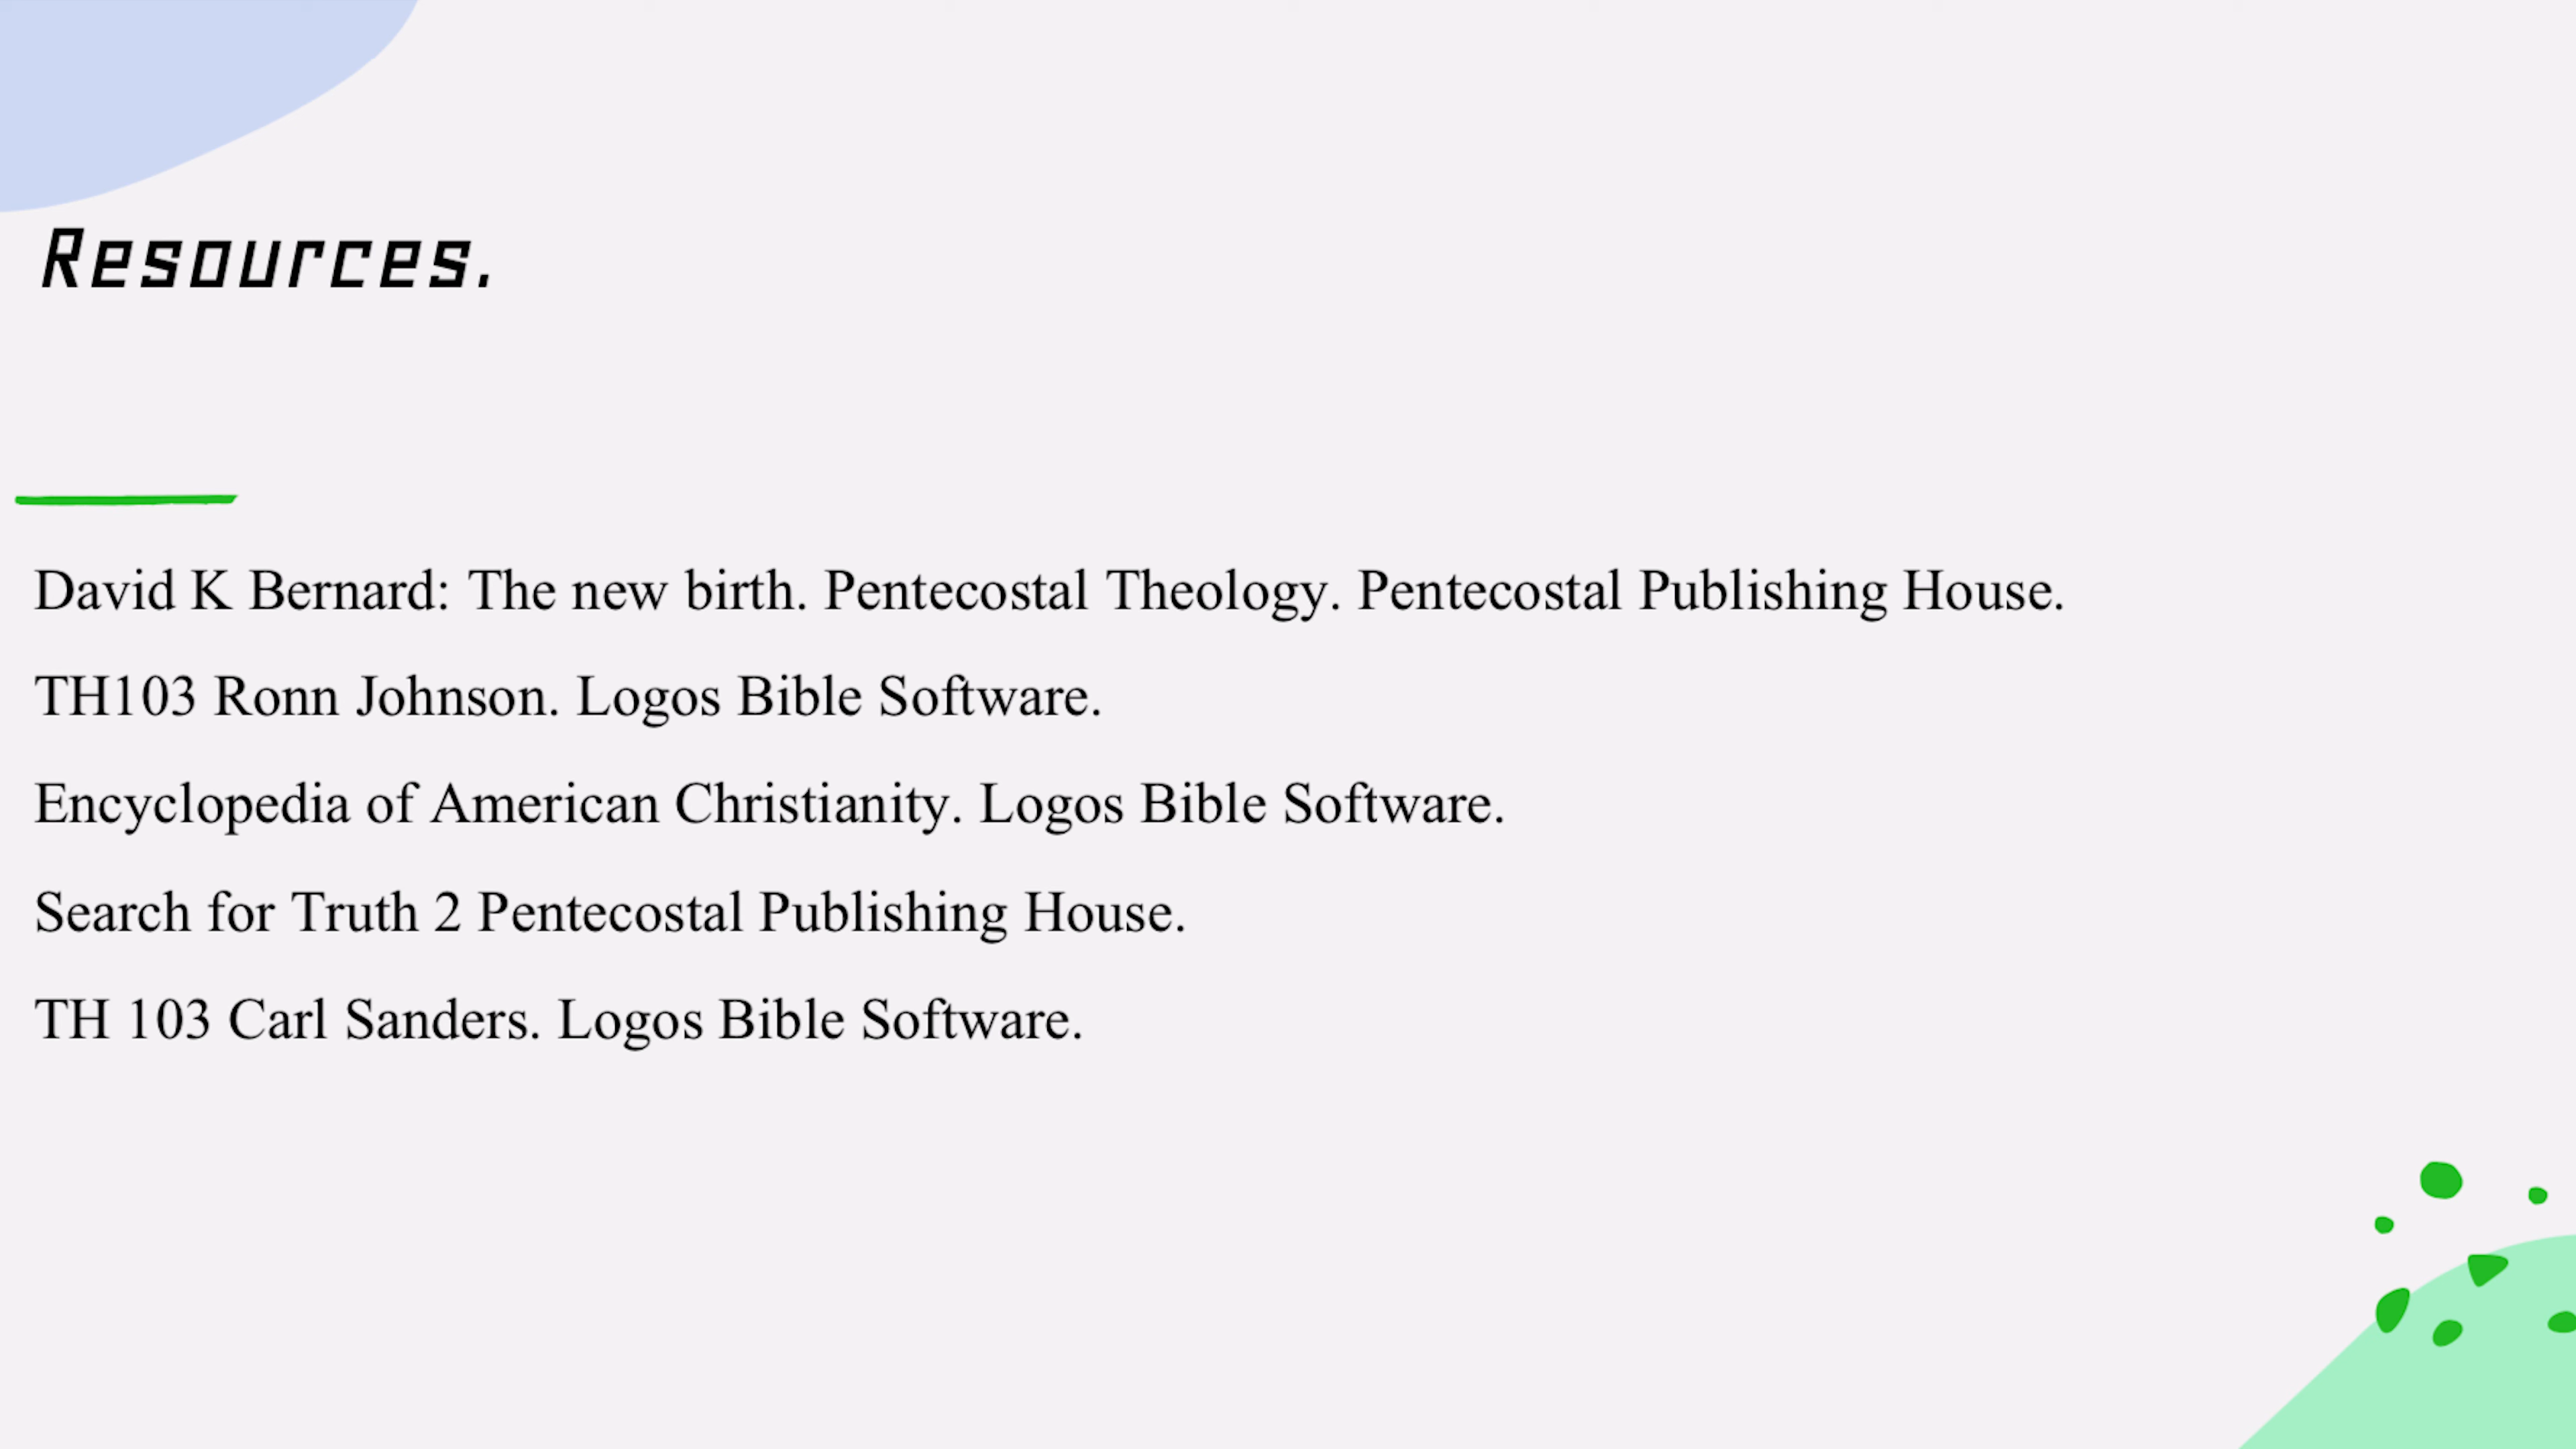 Resources.
David K Bernard: The new birth. Pentecostal Theology. Pentecostal Publishing House.
TH103 Ronn Johnson. Logos Bible Software.
Encyclopedia of American Christianity. Logos Bible Software.
Search for Truth 2 Pentecostal Publishing House.
TH 103 Carl Sanders. Logos Bible Software.